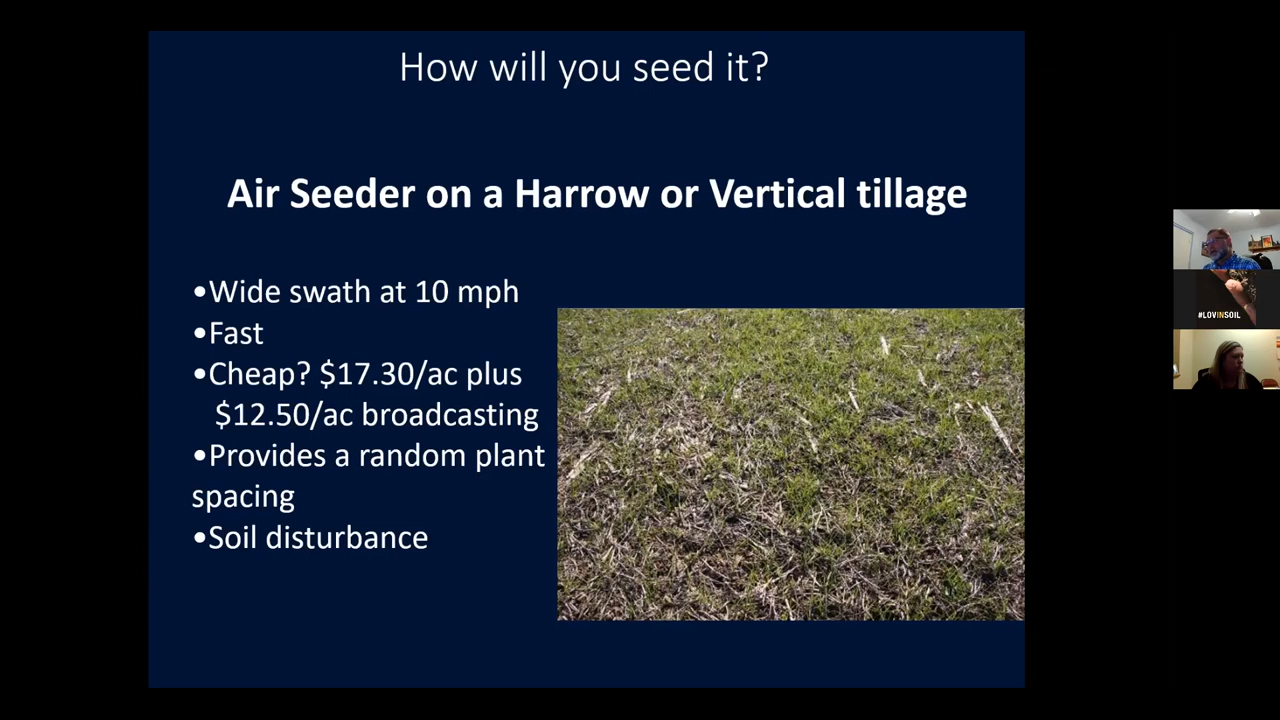 How will you seed it?
Air Seeder on a Harrow or Vertical tillage
•Wide swath at 10 mph
•Fast
•Cheap? $17.30/ac plus
$12.50/ac broadcasting
•Provides a random plant
spacing
•Soil disturbance
#LOVINSOIL